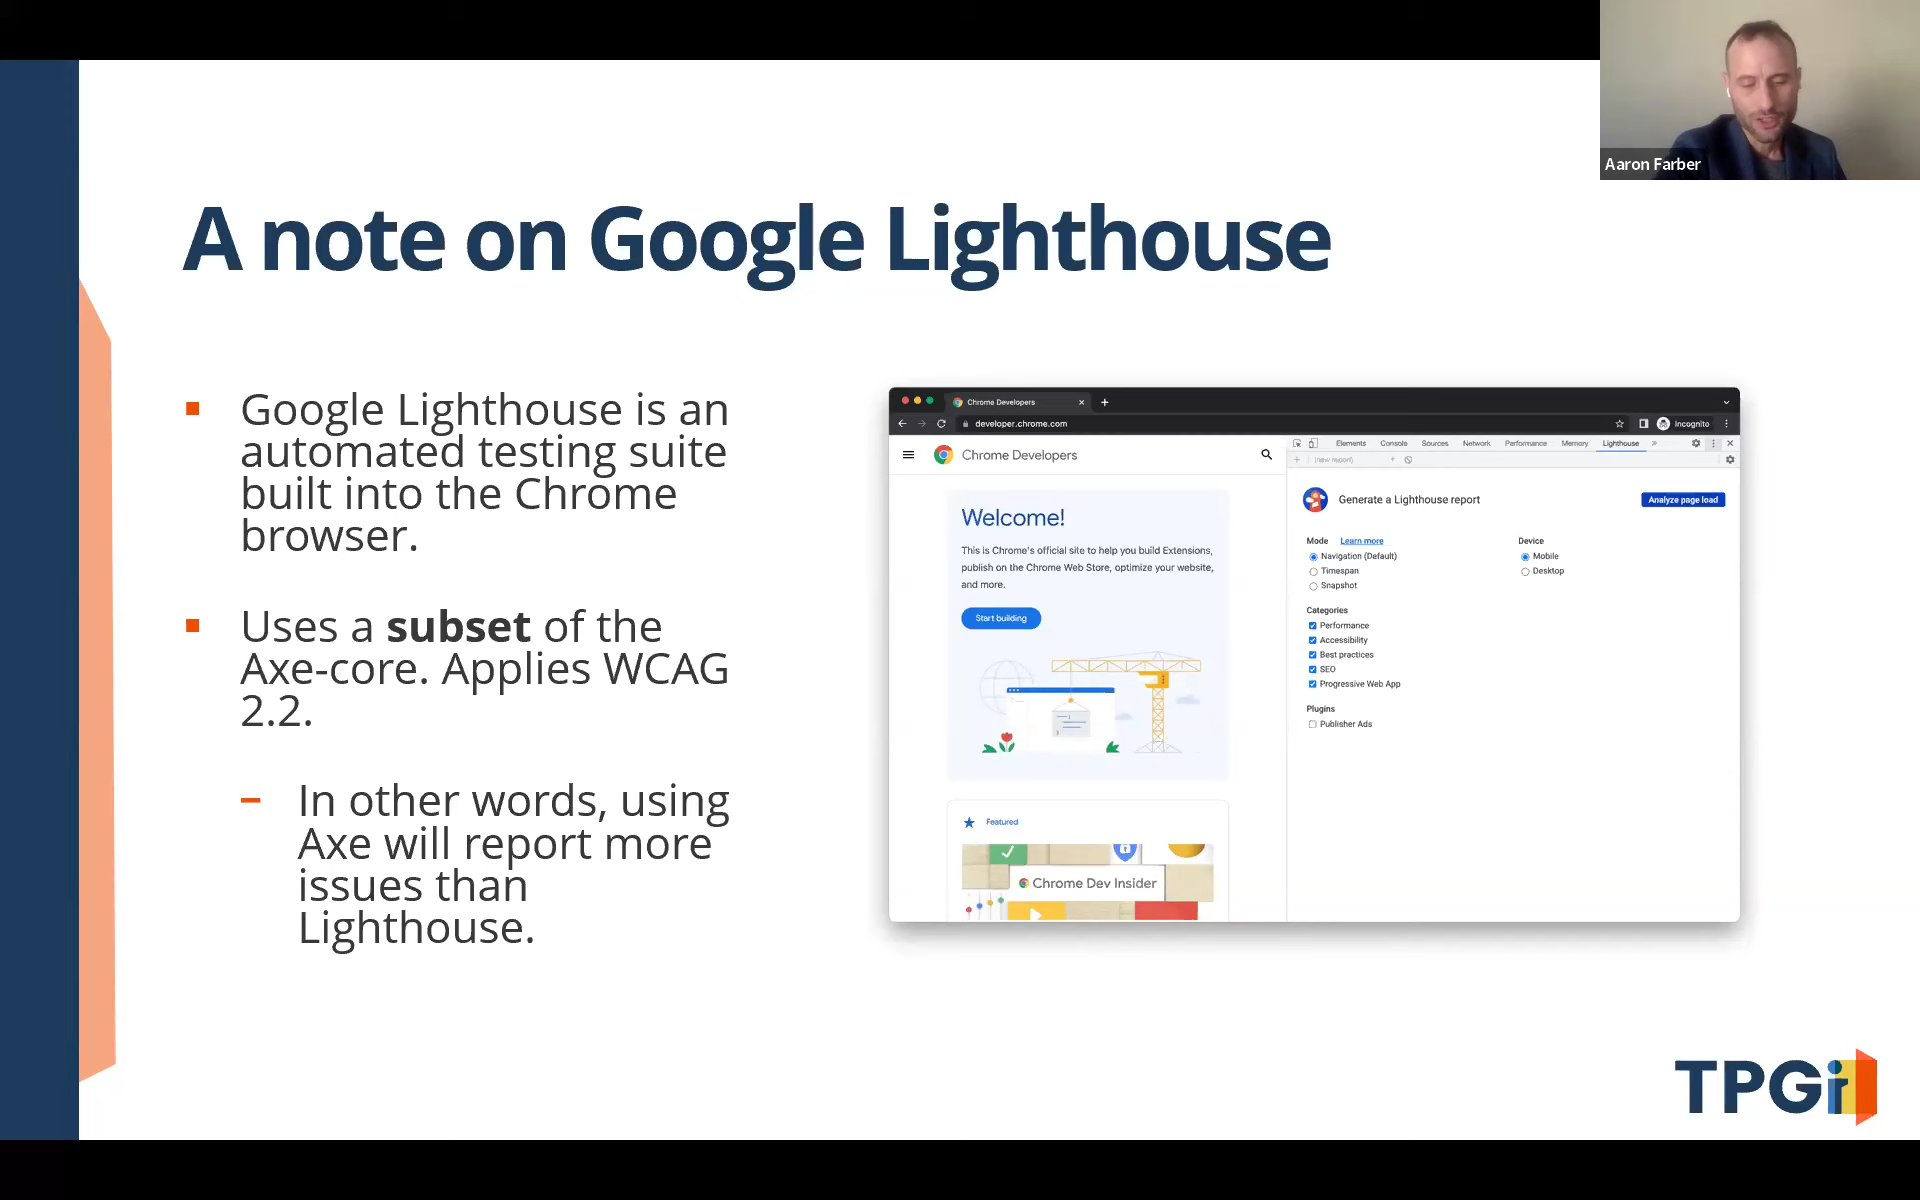 Aaron Farber
A note on Google Lighthouse
Google Lighthouse is an
automated testing suite
built into the Chrome
browser.
Uses a subset of the
Axe-core. Applies WCAG
2.2.
In other words, using
Axe will report more
issues than
Lighthouse.
Chrome Developers
developer.chrome.com
Incognito
Chrome Developers
Elements Console Sources Network Performance Memory Lighthouse
(new report)
Welcome!
This is Chrome's official site to help you build Extensions,
publish on the Chrome Web Store, optimize your website,
and more.
Start building
Featured
Chrome Dev Insider
Generate a Lighthouse report
Analyze page load
Mode Learn more
Navigation (Default)
Timespan
Snapshot
Device
Mobile
Desktop
Categories
Performance
Accessibility
Best practices
SEO
Progressive Web App
Plugins
Publisher Ads
TPGi